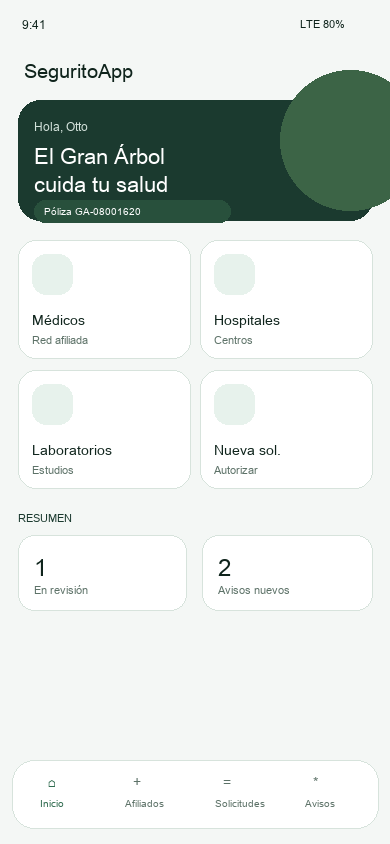 9:41
LTE 80%
SeguritoApp
Hola, Otto
El Gran Árbol
cuida tu salud
Póliza GA-08001620
Médicos
Red afiliada
Hospitales
Centros
Laboratorios
Estudios
Nueva sol.
Autorizar
RESUMEN
1
En revisión
2
Avisos nuevos
⌂ + = *
Inicio Afiliados Solicitudes Avisos